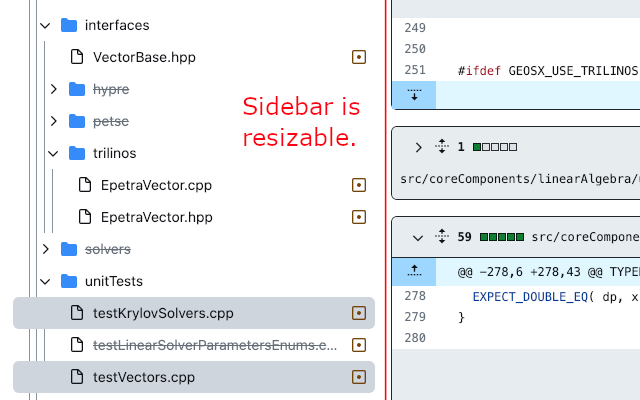 interfaces
VectorBase.hpp
hypre
petsc
trilinos
EpetraVector.cpp
EpetraVector.hpp
solvers
unitTests
testKrylovSolvers.cpp
testLinearSolverParametersEnums.c...
testVectors.cpp
Sidebar is
resizable.
249
250
251 #ifdef GEOSX_USE_TRILINOS
1
src/coreComponents/linearAlgebra/
59 src/coreCompone
@@ -278,6 +278,43 @@ TYPE
278 EXPECT_DOUBLE_EQ( dp, x
279 }
280